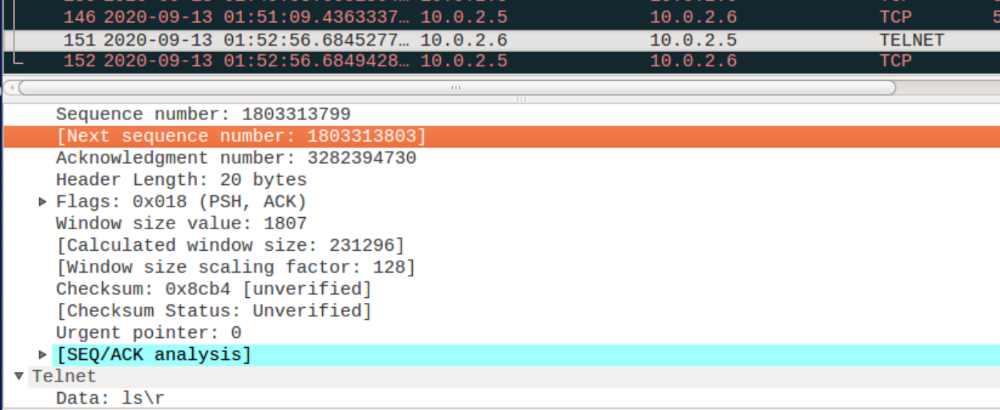 146 2020-09-13 01:51:09.4363337… 10.0.2.5 10.0.2.6 TCP 5
151 2020-09-13 01:52:56.6845277… 10.0.2.6 10.0.2.5 TELNET
152 2020-09-13 01:52:56.6849428… 10.0.2.5 10.0.2.6 TCP
Sequence number: 1803313799
[Next sequence number: 1803313803]
Acknowledgment number: 3282394730
Header Length: 20 bytes
Flags: 0x018 (PSH, ACK)
Window size value: 1807
[Calculated window size: 231296]
[Window size scaling factor: 128]
Checksum: 0x8cb4 [unverified]
[Checksum Status: Unverified]
Urgent pointer: 0
[SEQ/ACK analysis]
Telnet
Data: ls\r